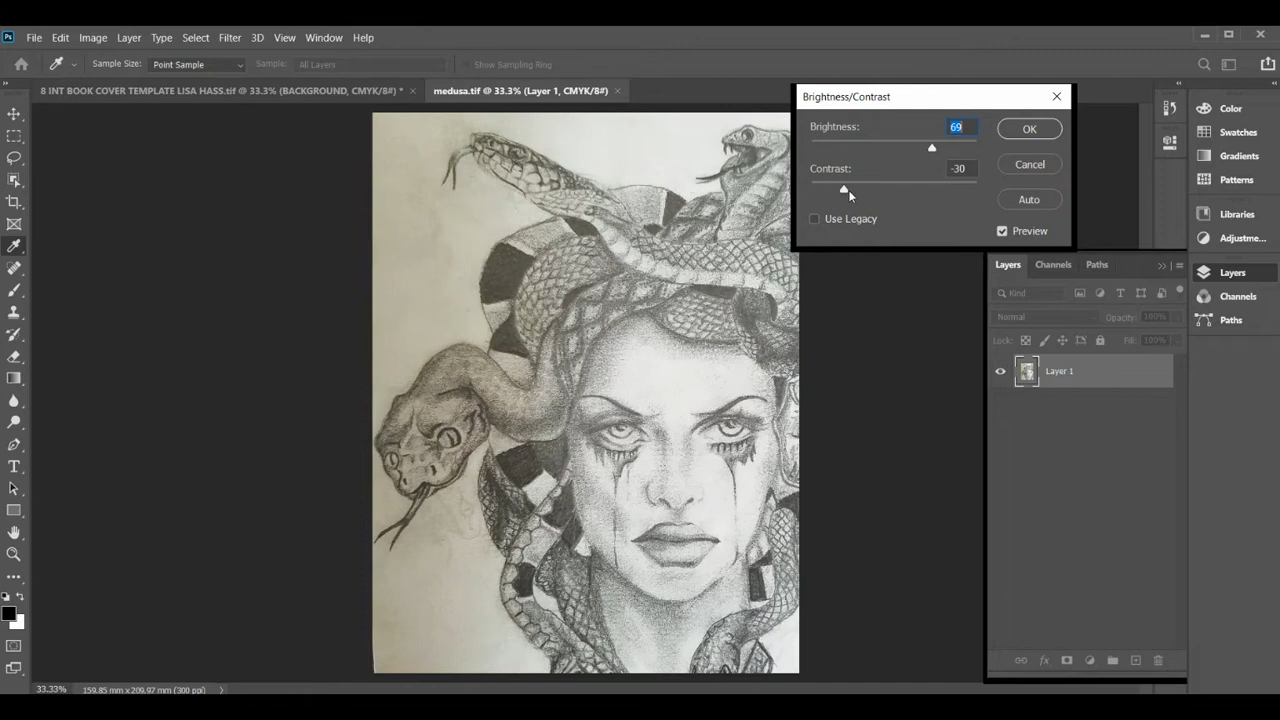 Ps File Edit Image Layer Type Select Filter 3D View Window Help
Sample Size: Point Sample Sample: All Layers Show Sampling Ring
8 INT BOOK COVER TEMPLATE LISA HASS.tif @ 33.3% (BACKGROUND, CMYK/8#) * × medusa.tif @ 33.3% (Layer 1, CMYK/8#) ×
Brightness/Contrast
Brightness: 69 OK
Contrast: -30 Cancel
Auto
Use Legacy Preview
Color
Swatches
Gradients
Patterns
Libraries
Adjustme...
Layers
Channels
Paths
Layers Channels Paths
Kind
Normal Opacity: 100%
Lock: Fill: 100%
Layer 1
33.33% 159.85 mm x 209.97 mm (300 ppi)